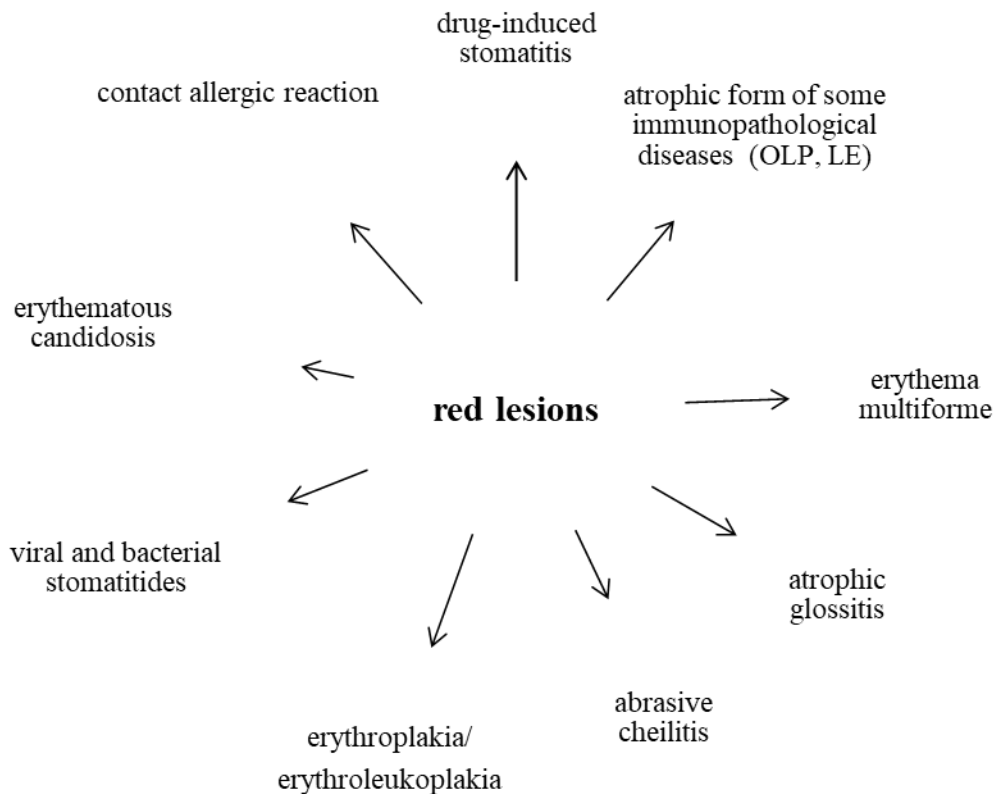 drug-induced
stomatitis
contact allergic reaction
atrophic form of some
immunopathological
diseases (OLP, LE)
erythematous
candidosis
red lesions
erythema
multiforme
viral and bacterial
stomatitides
atrophic
glossitis
abrasive
cheilitis
erythroplakia/
erythroleukoplakia